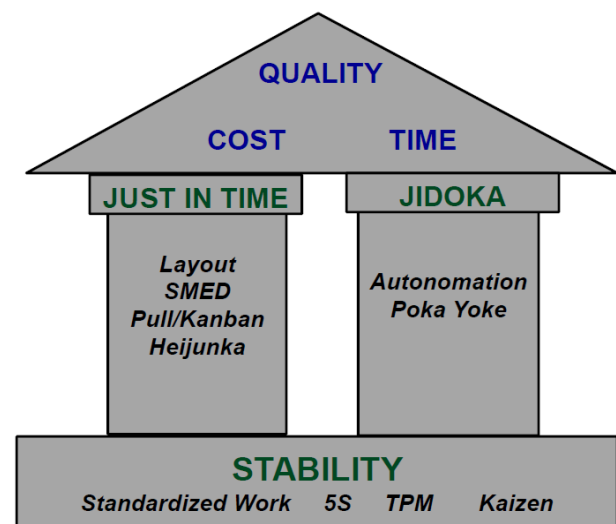 QUALITY
COST TIME
JUST IN TIME
JIDOKA
Layout
SMED
Pull/Kanban
Heijunka
Autonomation
Poka Yoke
STABILITY
Standardized Work 5S TPM Kaizen